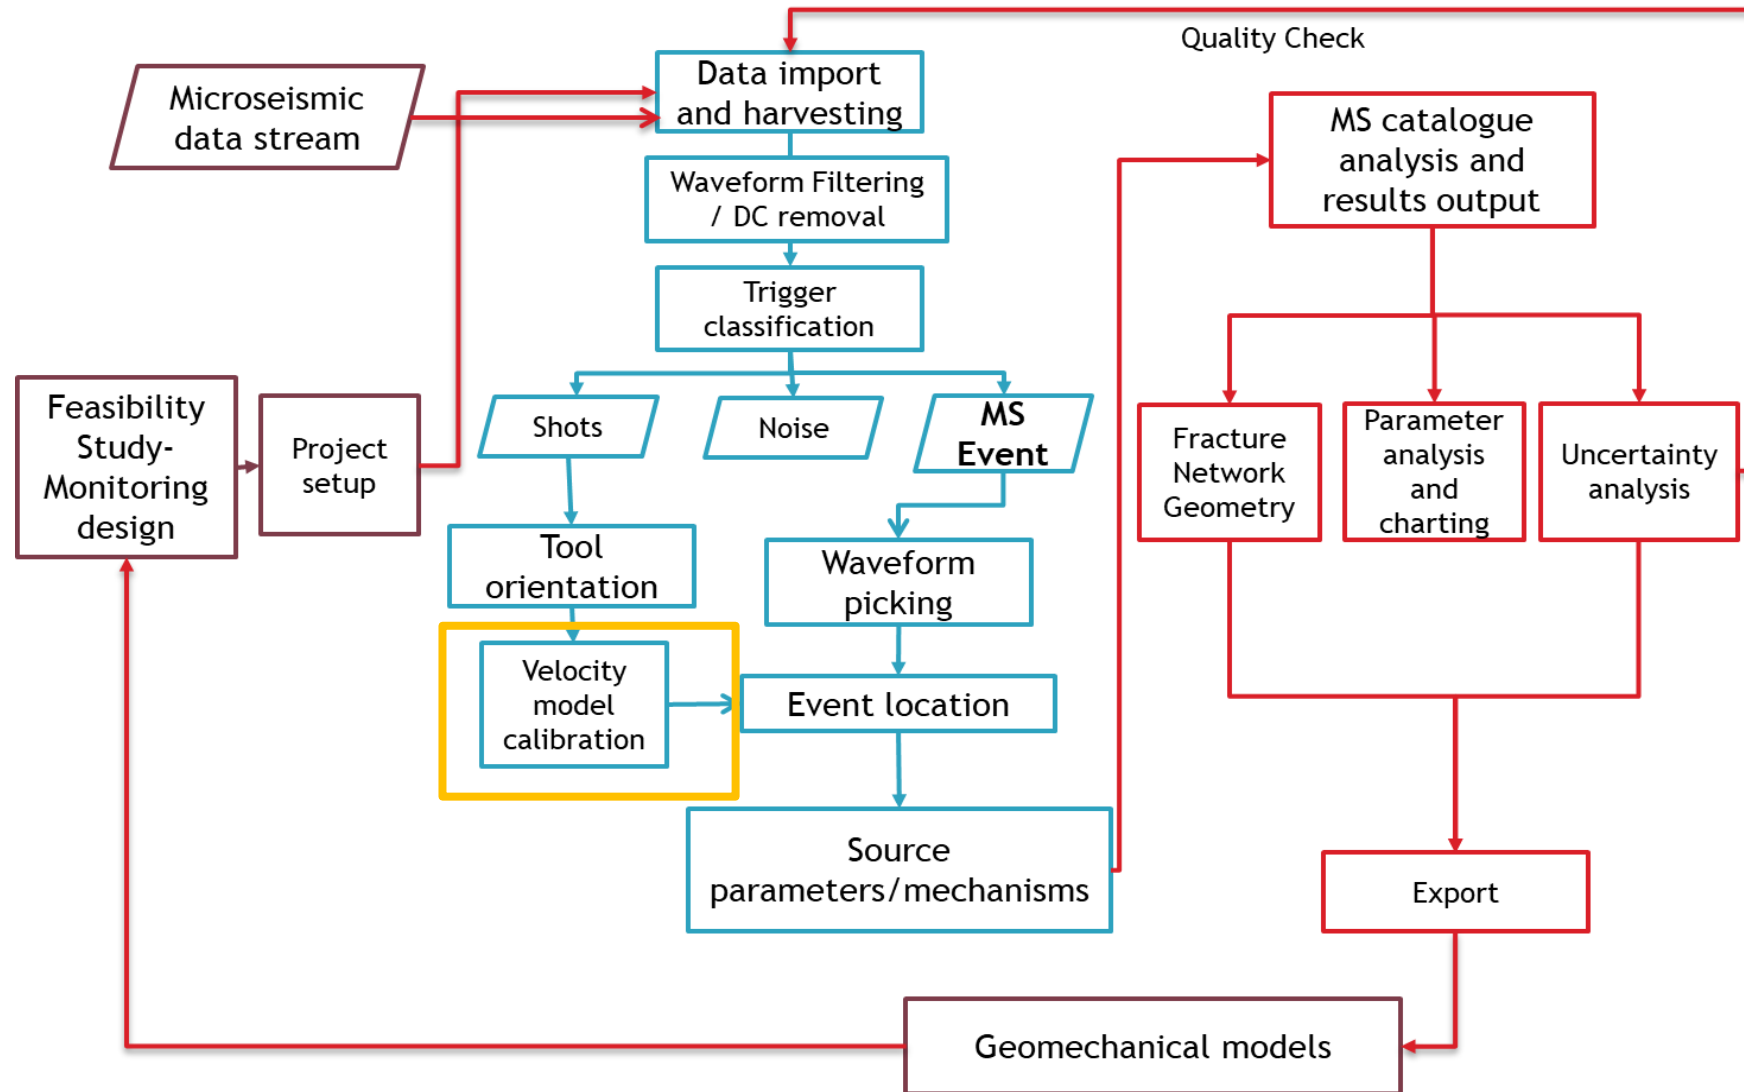 Quality Check
Data import
and harvesting
Microseismic
data stream
MS catalogue
analysis and
results output
Waveform Filtering
/ DC removal
Trigger
classification
Feasibility
Study-
Monitoring
design
Project
setup
Shots
Noise
MS
Event
Fracture
Network
Geometry
Parameter
analysis
and
charting
Uncertainty
analysis
Tool
orientation
Waveform
picking
Velocity
model
calibration
Event location
Source
parameters/mechanisms
Export
Geomechanical models